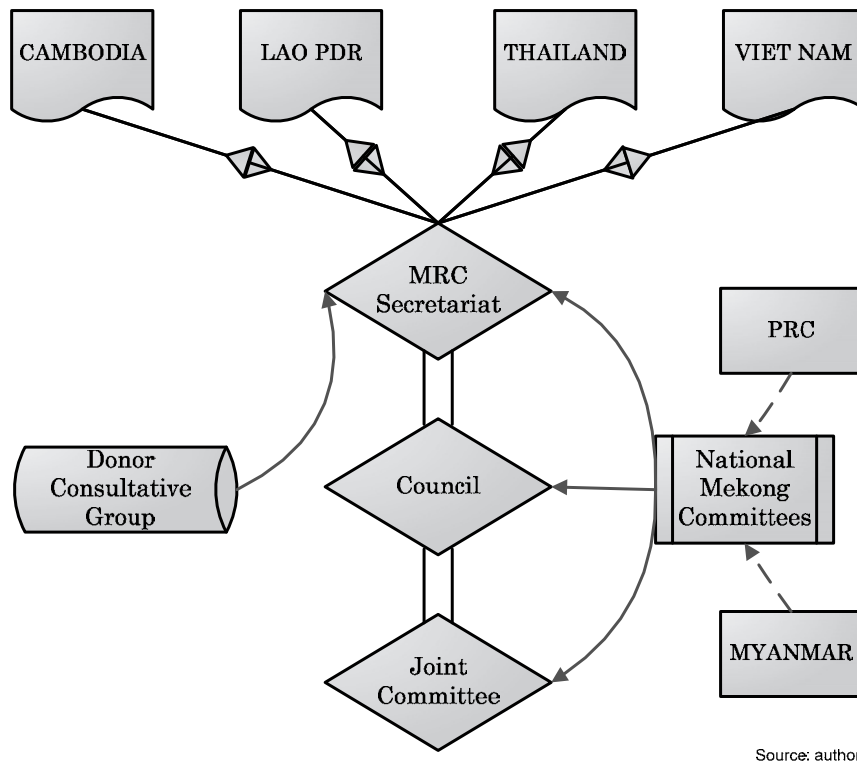 CAMBODIA
LAO PDR
THAILAND
VIET NAM
MRC
Secretariat
PRC
Donor
Consultative
Group
Council
National
Mekong
Committees
Joint
Committee
MYANMAR
Source: author